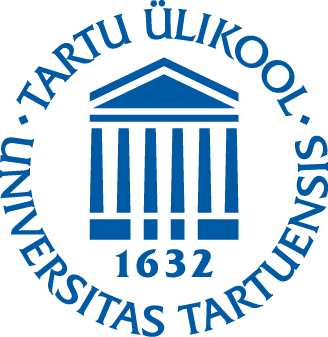 · TARTU ÜLIKOOL ·
UNIVERSITAS TARTUENSIS
1632